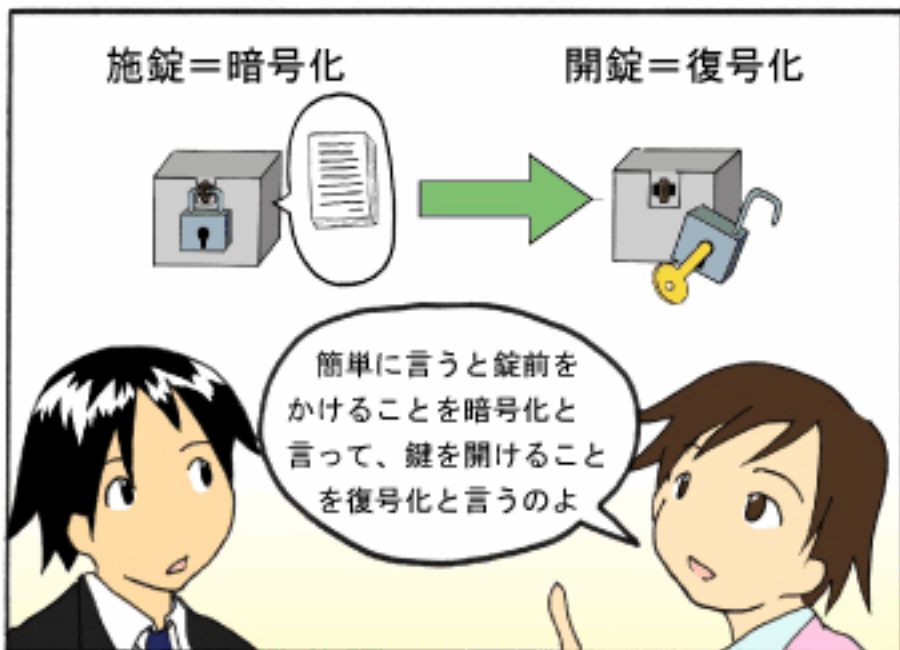 施錠＝暗号化
開錠＝復号化
簡単に言うと錠前を
かけることを暗号化と
言って、鍵を開けること
を復号化と言うのよ